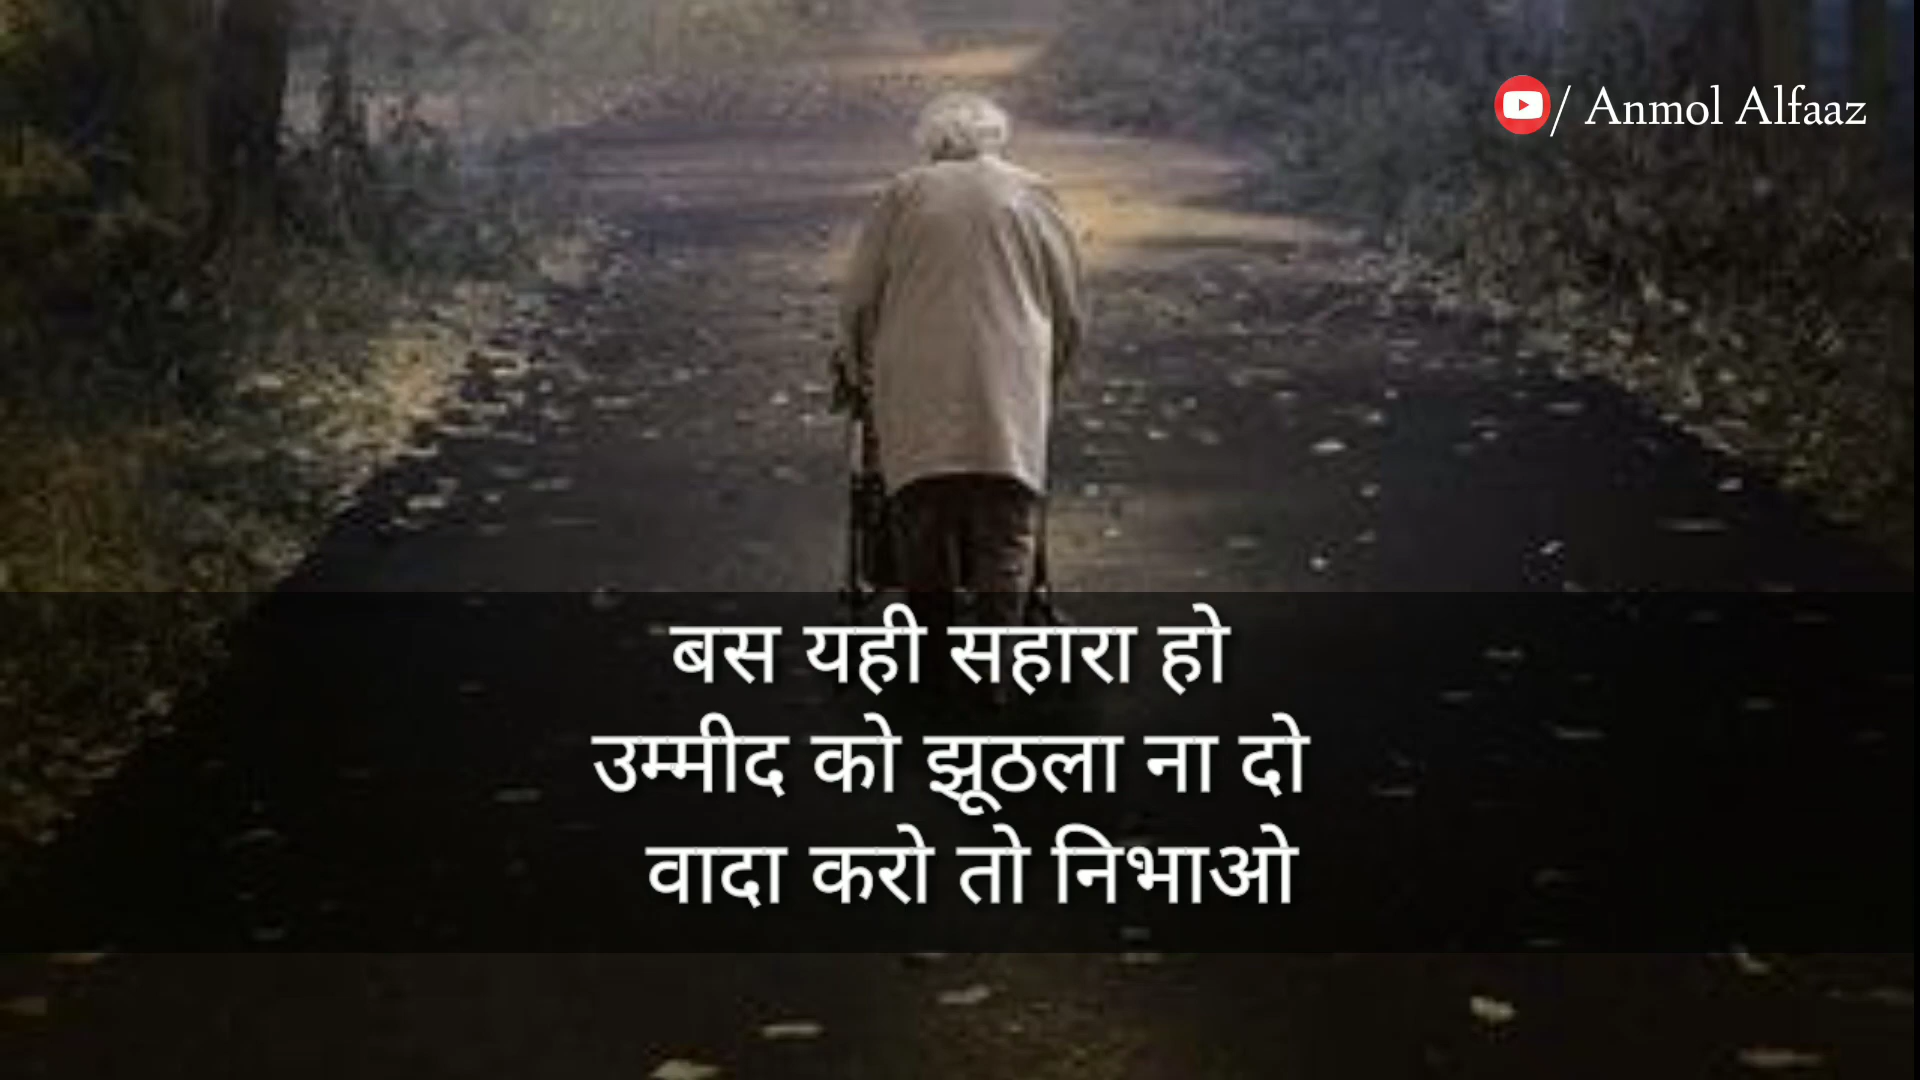 / Anmol Alfaaz
बस यही सहारा हो
उम्मीद को झूठला ना दो
वादा करो तो निभाओ